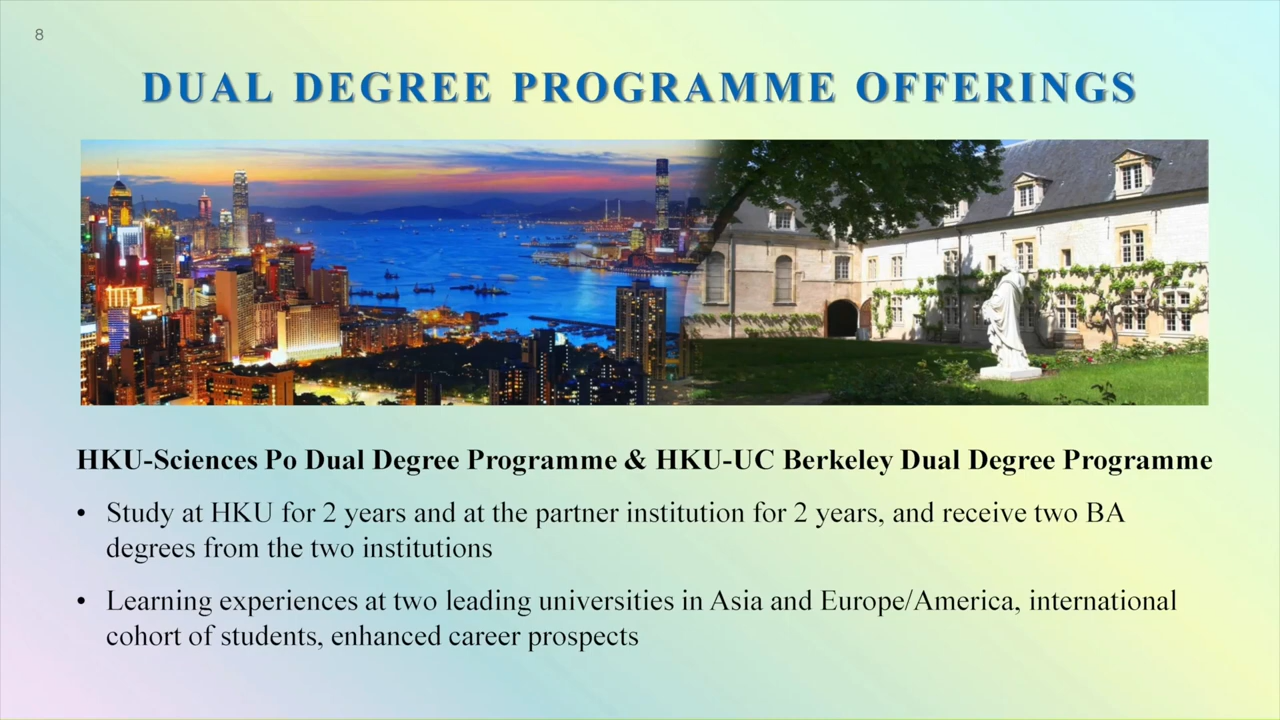 8
DUAL DEGREE PROGRAMME OFFERINGS
HKU-Sciences Po Dual Degree Programme & HKU-UC Berkeley Dual Degree Programme
• Study at HKU for 2 years and at the partner institution for 2 years, and receive two BA
degrees from the two institutions
• Learning experiences at two leading universities in Asia and Europe/America, international
cohort of students, enhanced career prospects